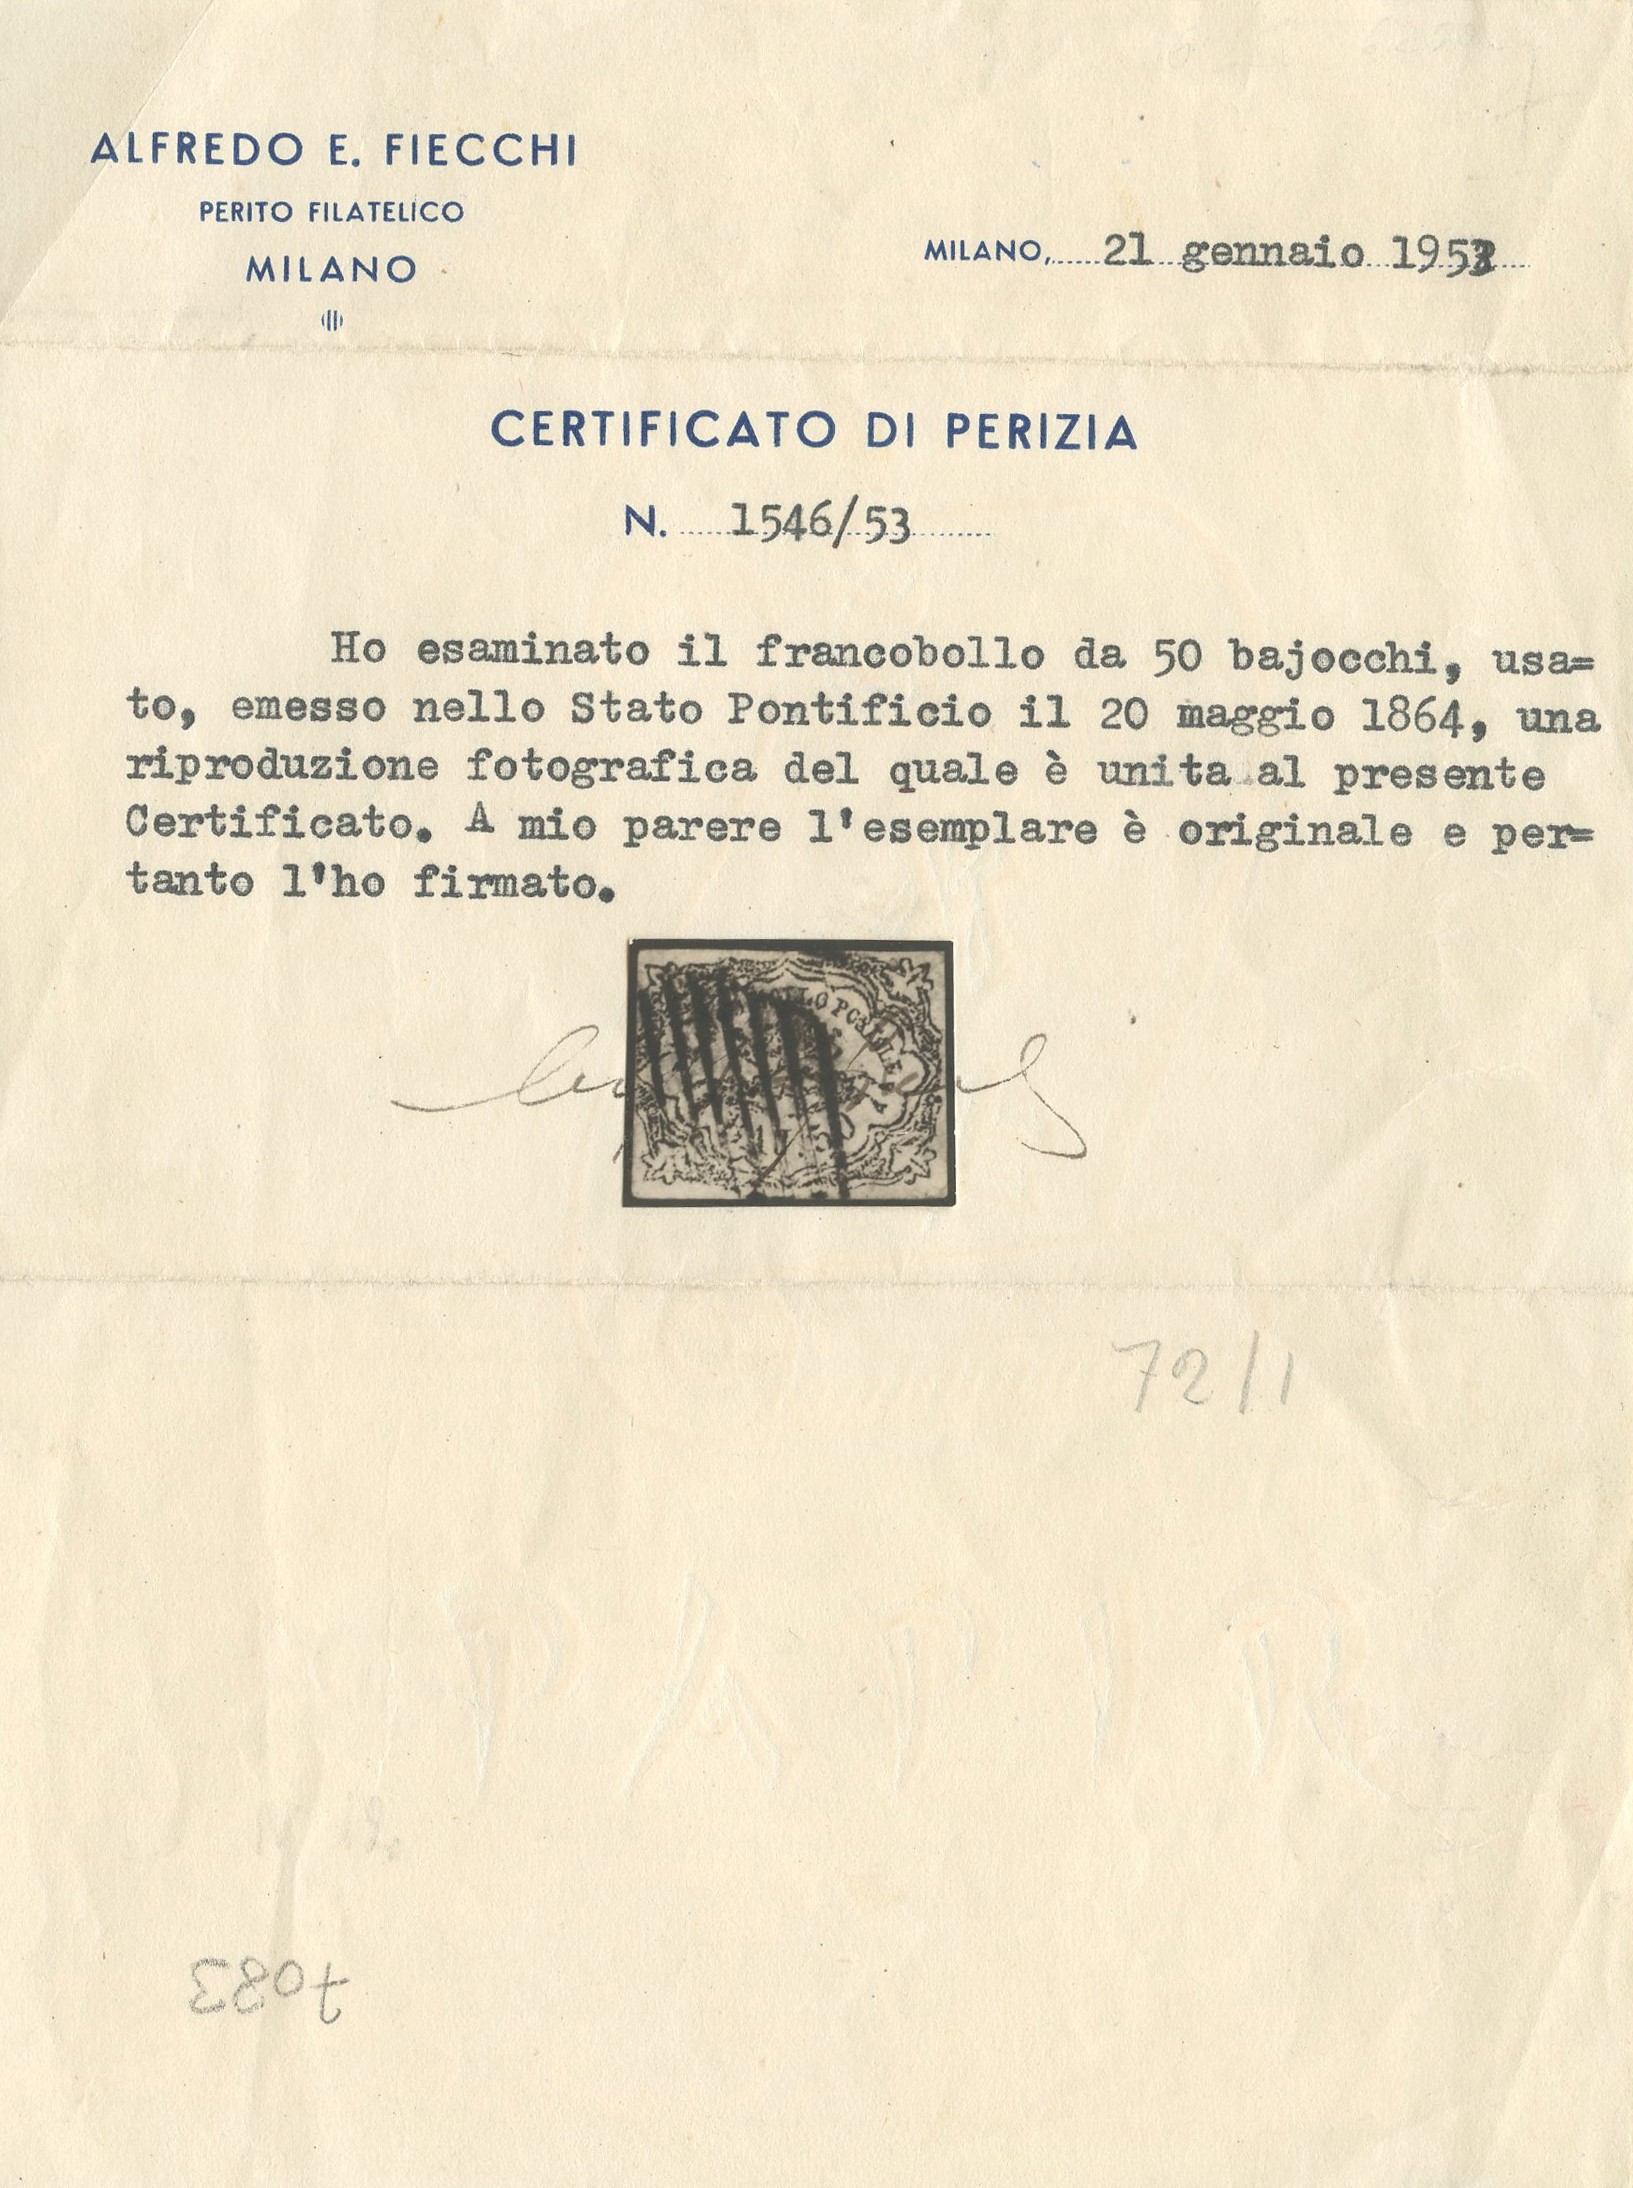 ALFREDO E. FIECCHI
PERITO FILATELICO
MILANO
MILANO, 21 gennaio 1953
CERTIFICATO DI PERIZIA
N. 1546/53
Ho esaminato il francobollo da 50 bajocchi, usa=
to, emesso nello Stato Pontificio il 20 maggio 1864, una
riproduzione fotografica del quale è unita al presente
Certificato. A mio parere l'esemplare è originale e per=
tanto l'ho firmato.
72/1
7083